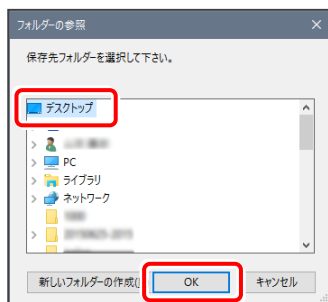 フォルダーの参照
保存先フォルダーを選択して下さい。
デスクトップ
PC
ライブラリ
ネットワーク
新しいフォルダーの作成(
OK
キャンセル